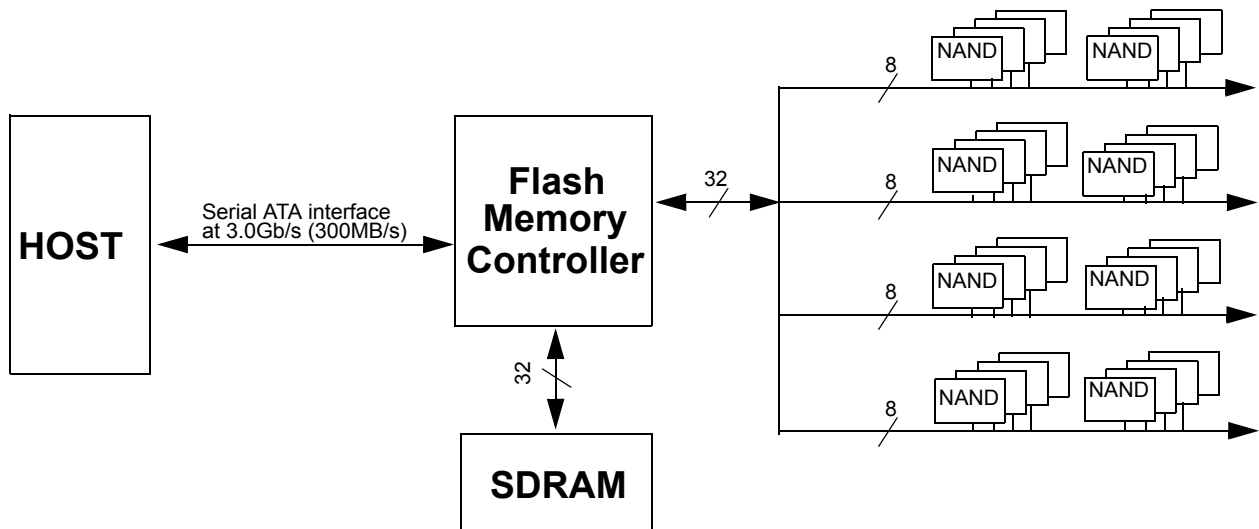 8
NAND
NAND
8
NAND
NAND
8
NAND
NAND
8
NAND
NAND
32
HOST
Serial ATA interface
at 3.0Gb/s (300MB/s)
Flash
Memory
Controller
32
SDRAM